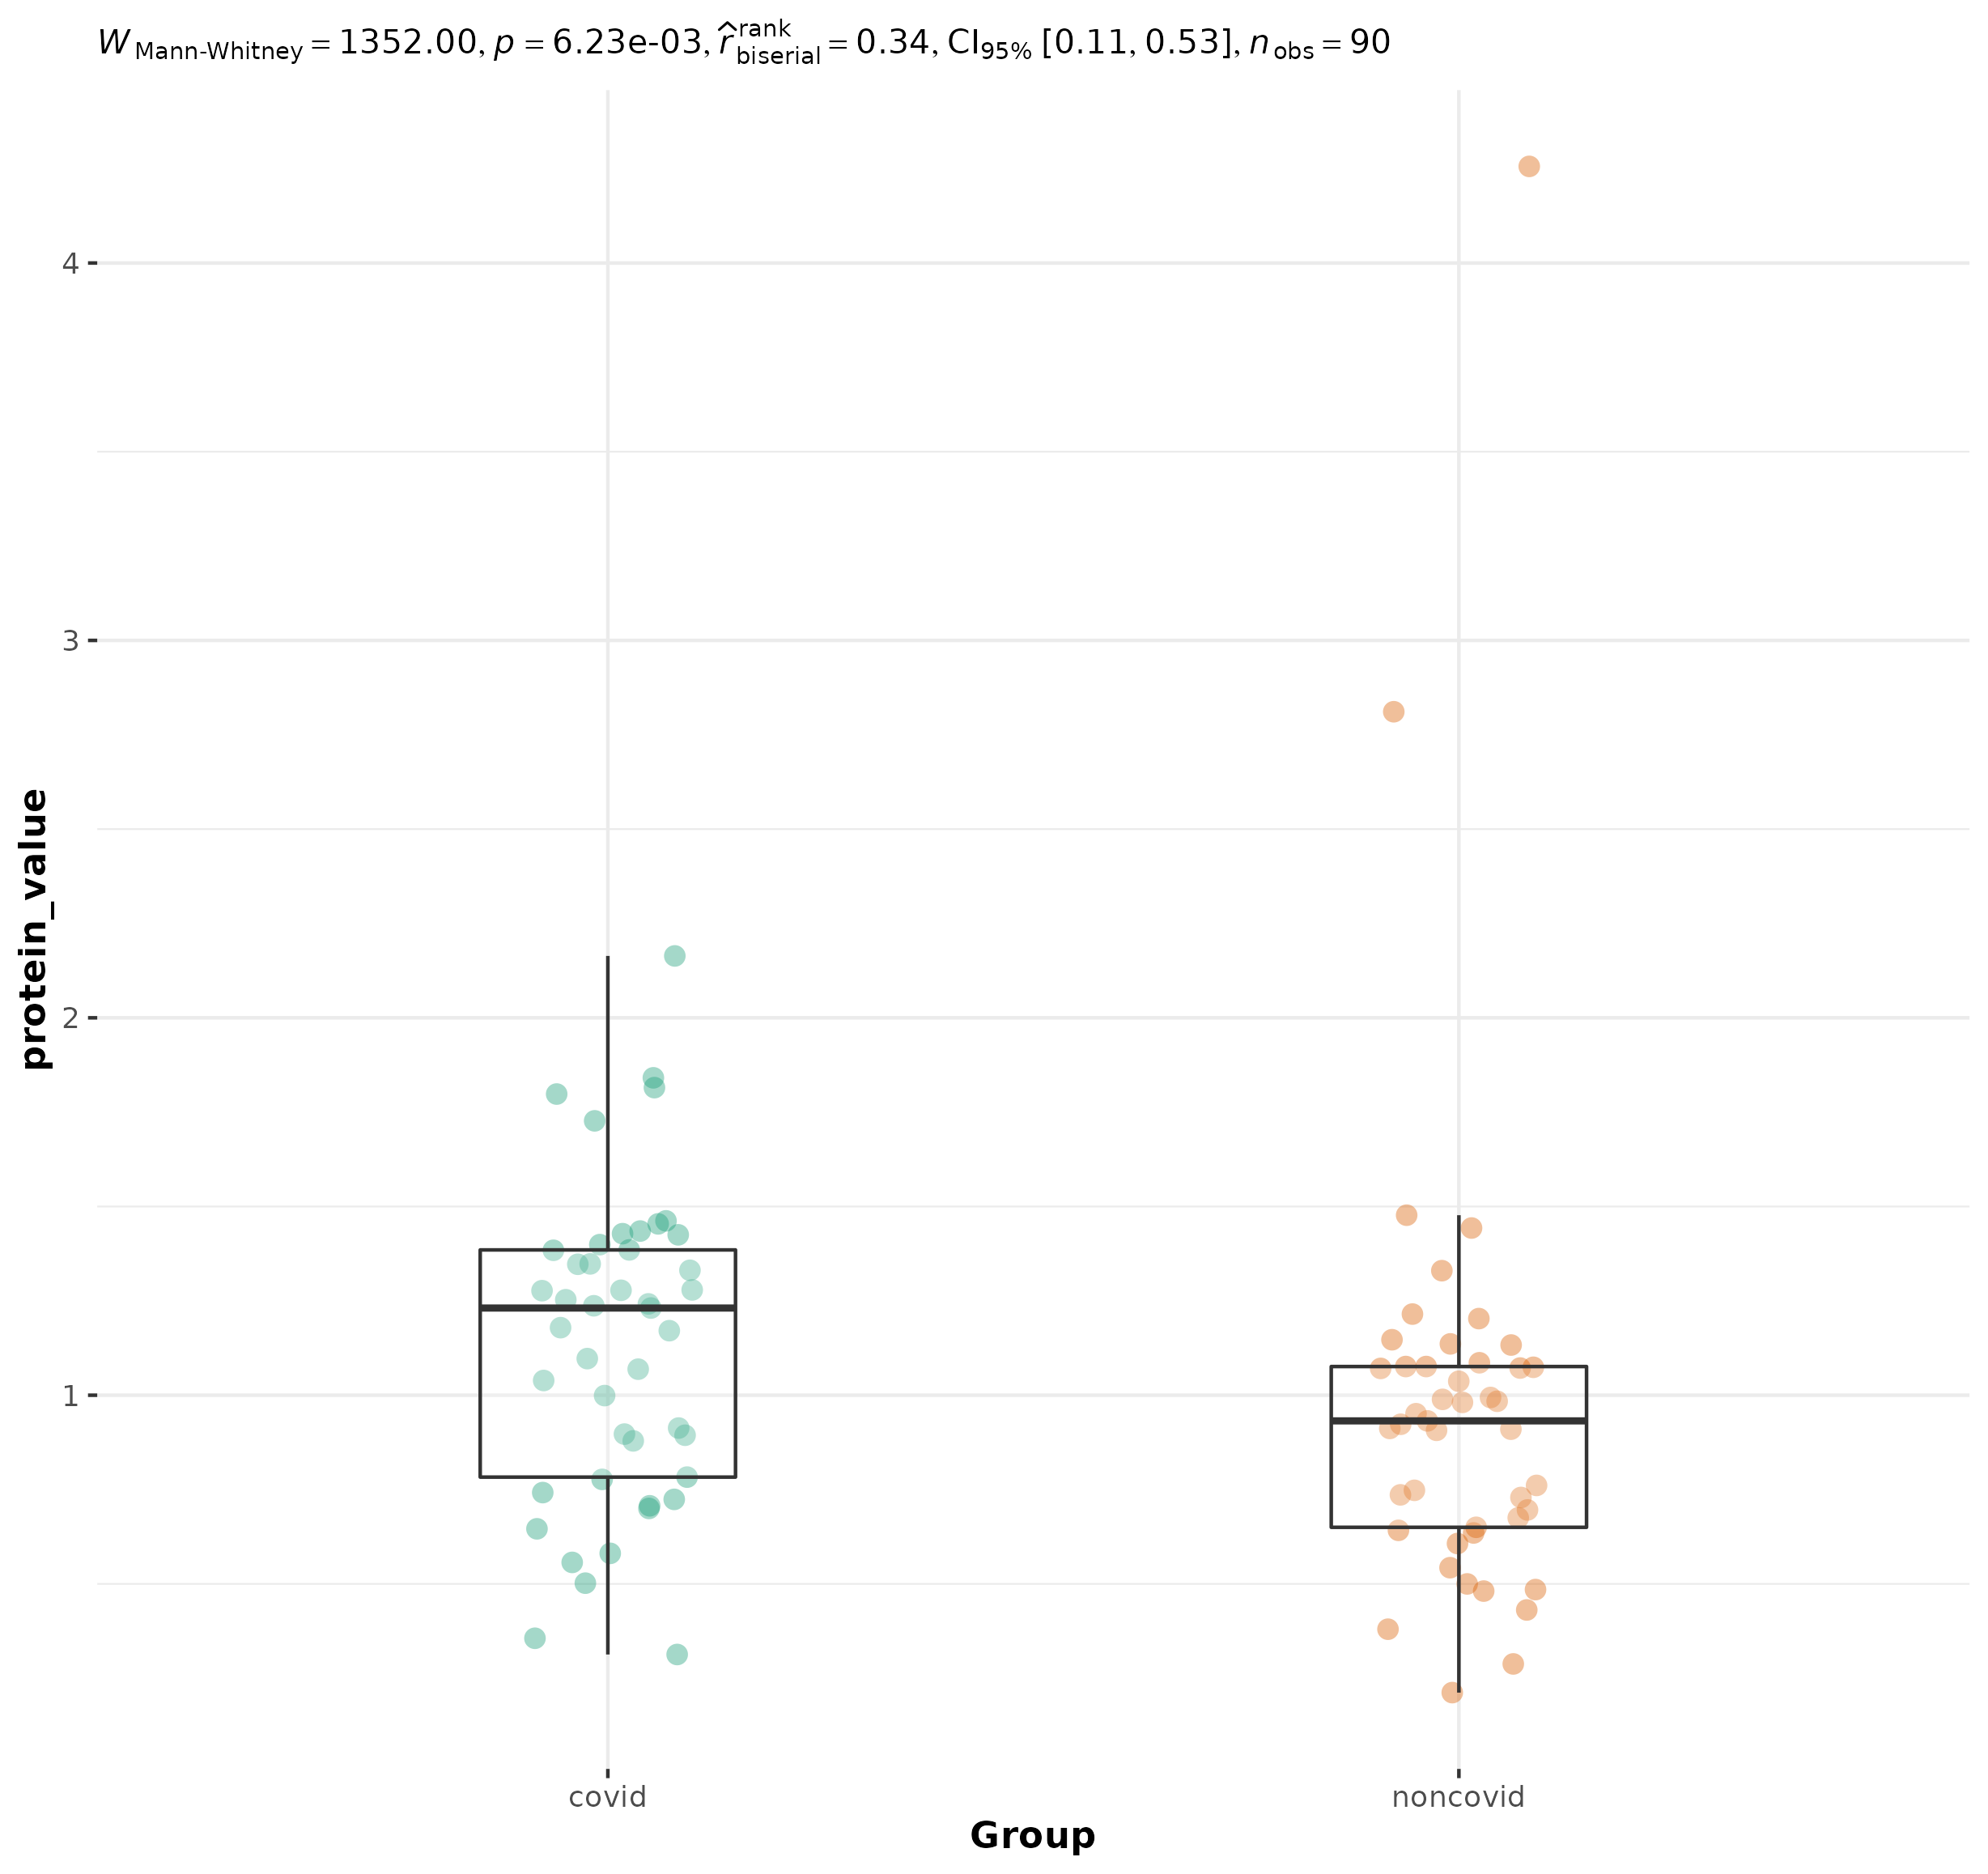 W Mann-Whitney = 1352.00, p = 6.23e-03, r̂ rank biserial = 0.34, CI95% [0.11, 0.53], nobs = 90
4
3
2
1
protein_value
covid noncovid
Group